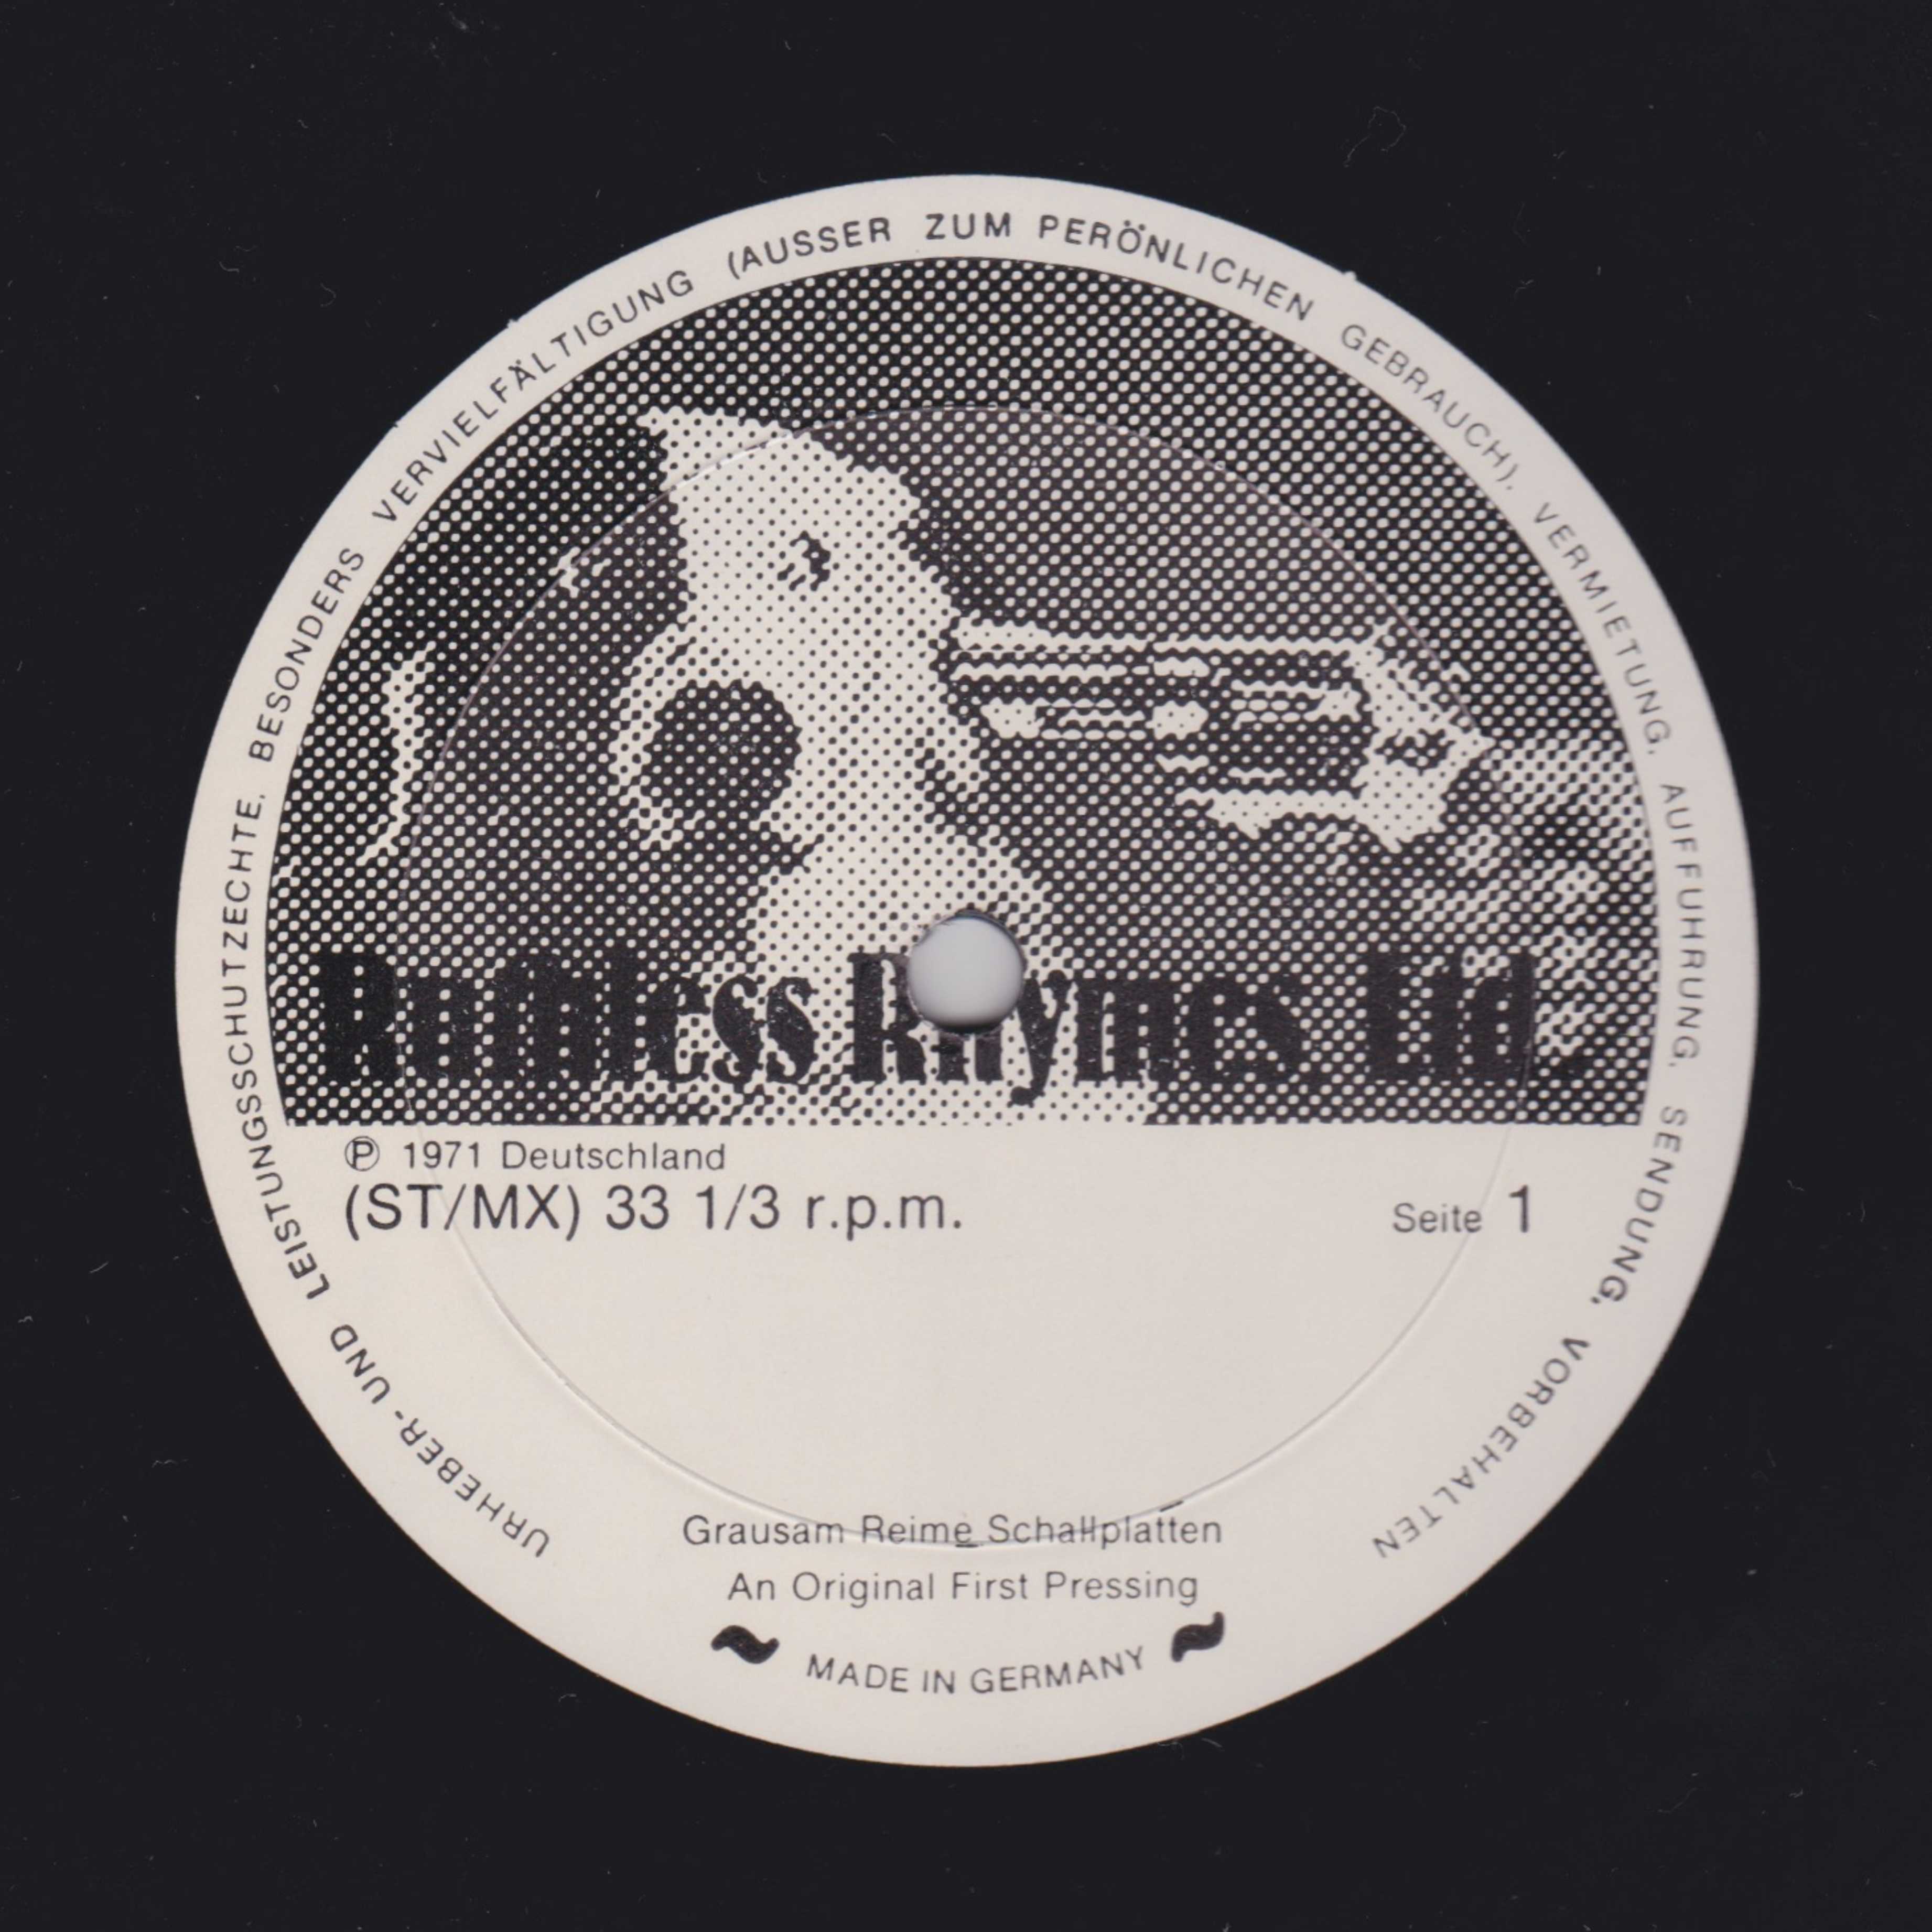 URHEBER- UND LEISTUNGSSCHUTZECHTE, BESONDERS VERVIELFÄLTIGUNG (AUSSER ZUM PERÖNLICHEN GEBRAUCH), VERMIETUNG, AUFFUHRUNG, SENDUNG, VORBEHALTEN
Ruthless Rhymes Ltd.
Ⓟ 1971 Deutschland
(ST/MX) 33 1/3 r.p.m.
Seite 1
Grausam Reime Schallplatten
An Original First Pressing
~ MADE IN GERMANY ~